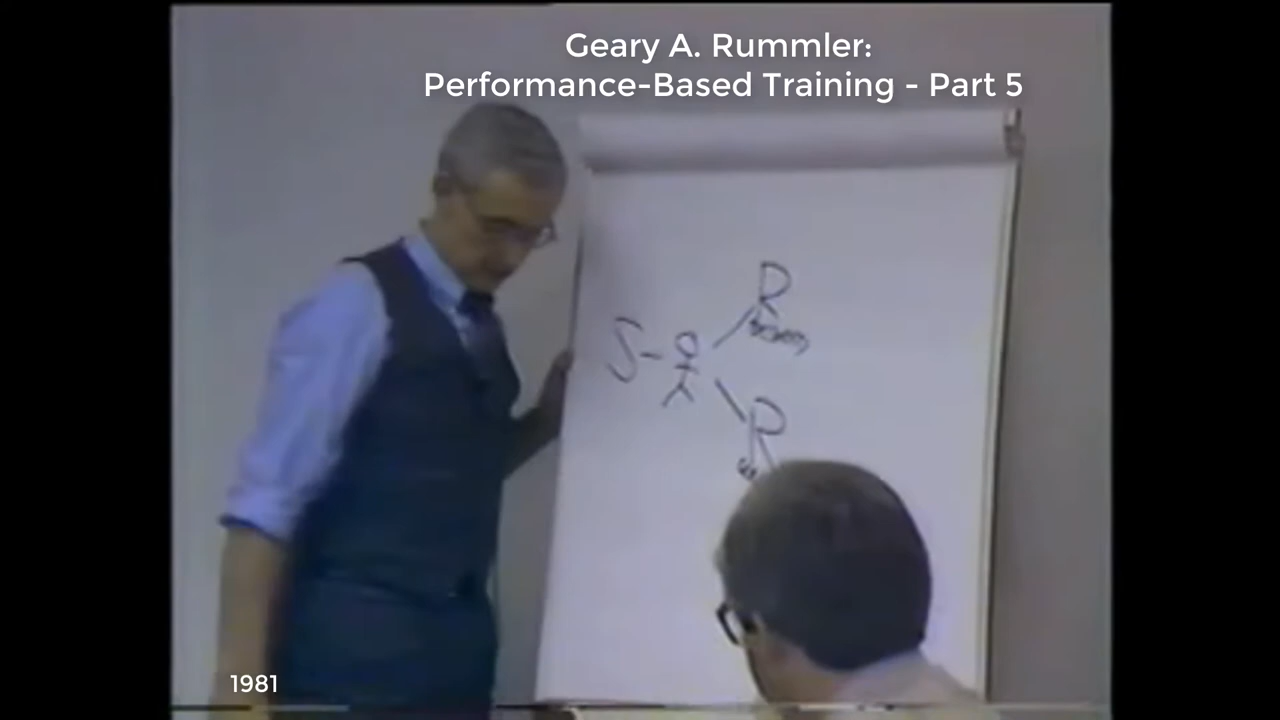 Geary A. Rummler:
Performance-Based Training - Part 5
R
S
R
1981